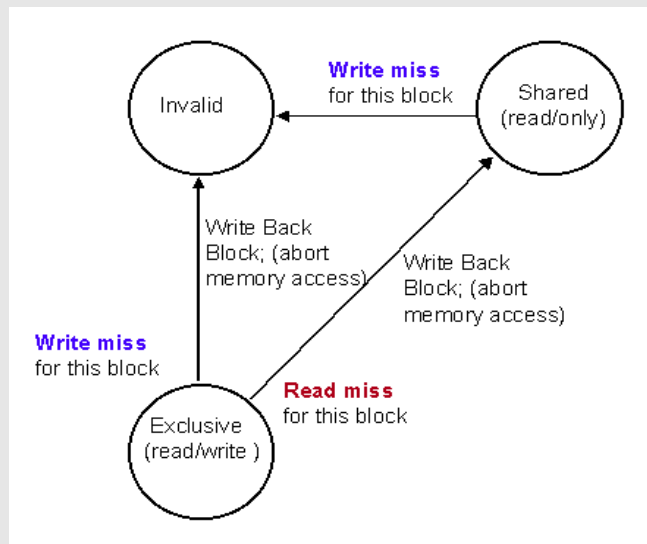 Write miss
for this block
Invalid
Shared
(read/only)
Write Back
Block; (abort
memory access)
Write Back
Block; (abort
memory access)
Write miss
for this block
Read miss
for this block
Exclusive
(read/write )